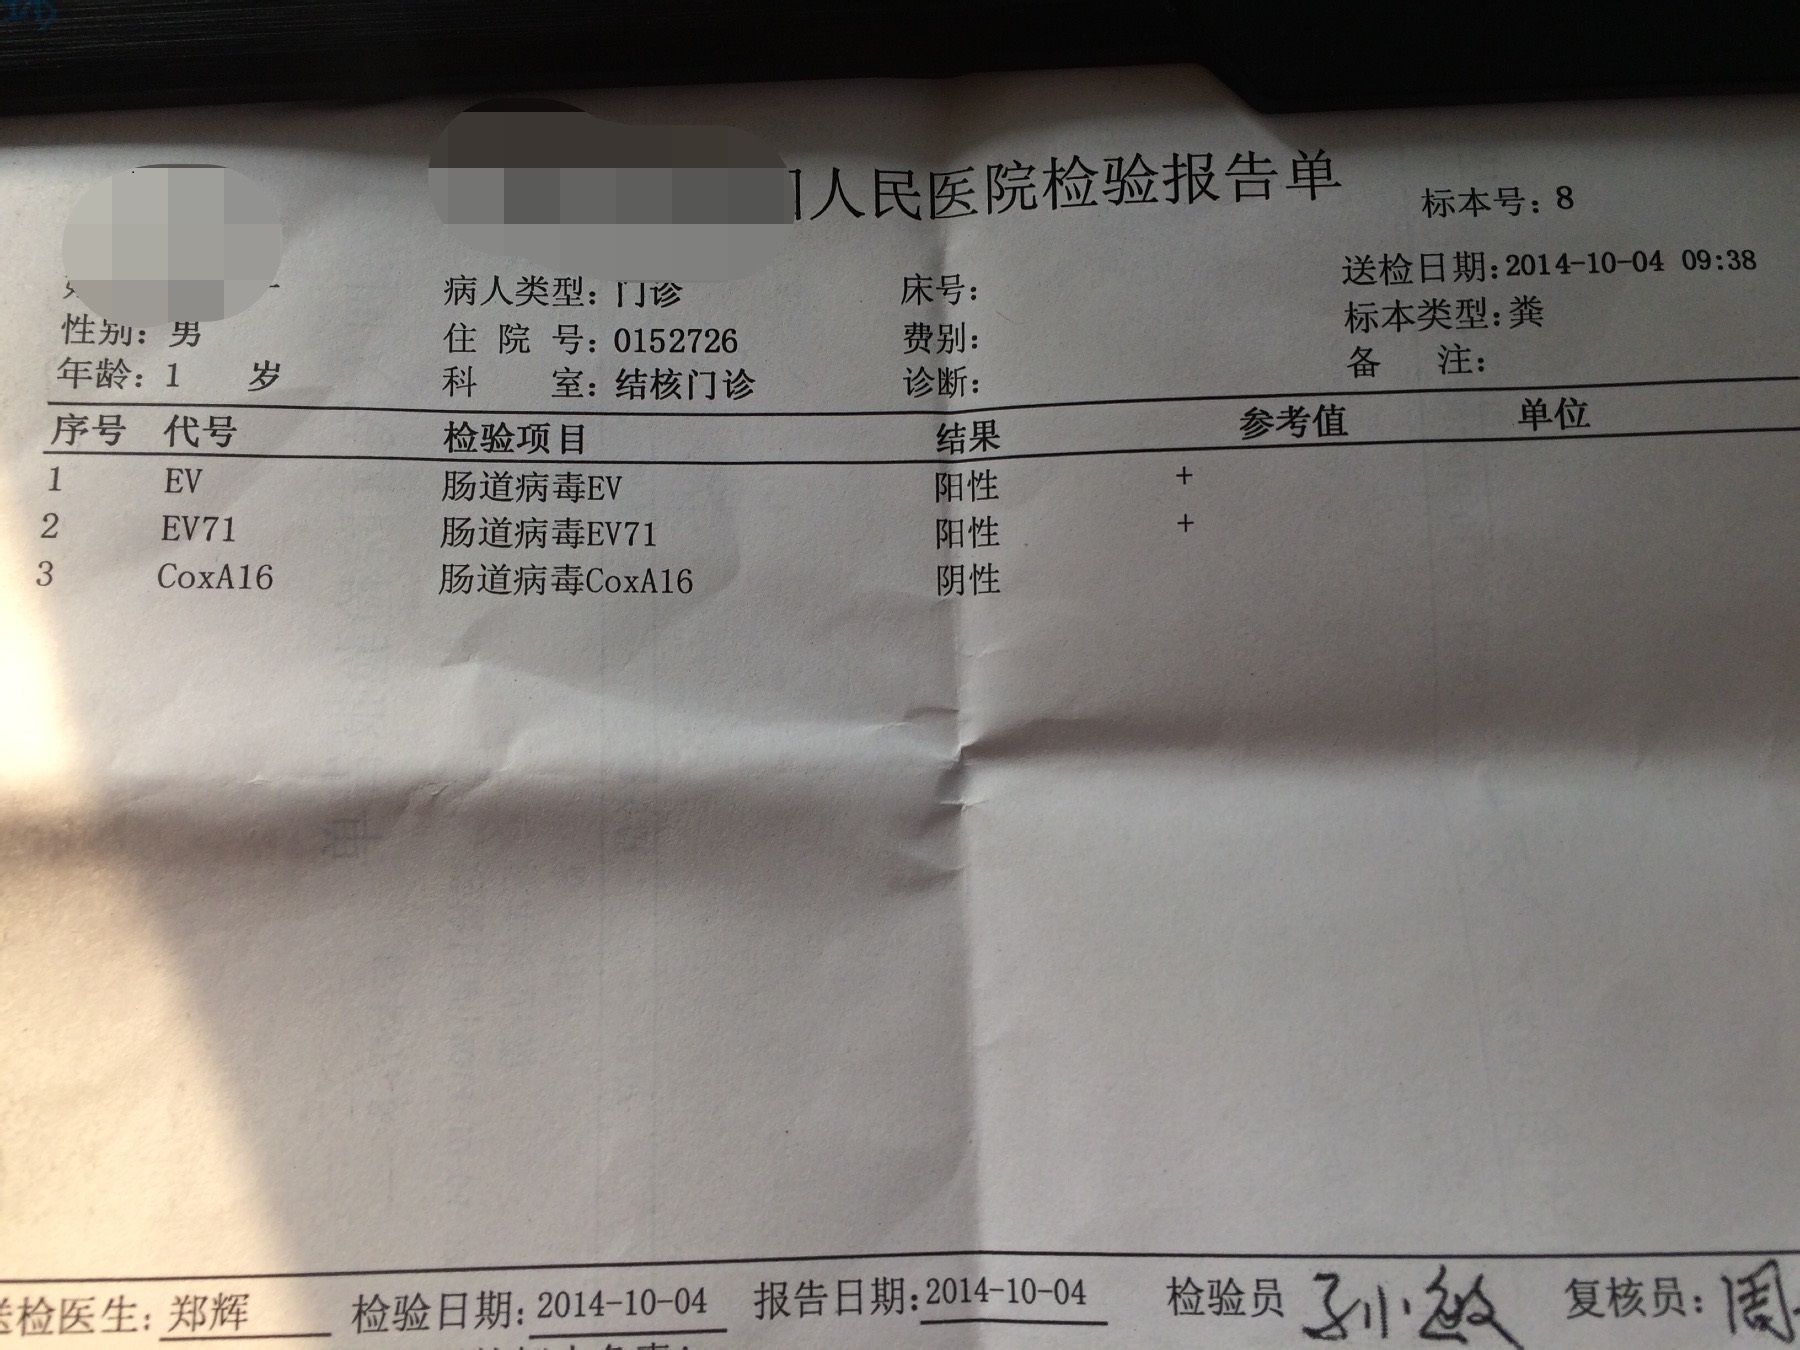 人民医院检验报告单
标本号：8
病人类型：门诊 床号： 送检日期：2014-10-04 09:38
性别：男 住院号：0152726 费别： 标本类型：粪
年龄：1 岁 科室：结核门诊 诊断： 备注：
序号 代号 检验项目 结果 参考值 单位
1 EV 肠道病毒EV 阳性 +
2 EV71 肠道病毒EV71 阳性 +
3 CoxA16 肠道病毒CoxA16 阴性
送检医生：郑辉 检验日期：2014-10-04 报告日期：2014-10-04 检验员 孙小敏 复核员：周